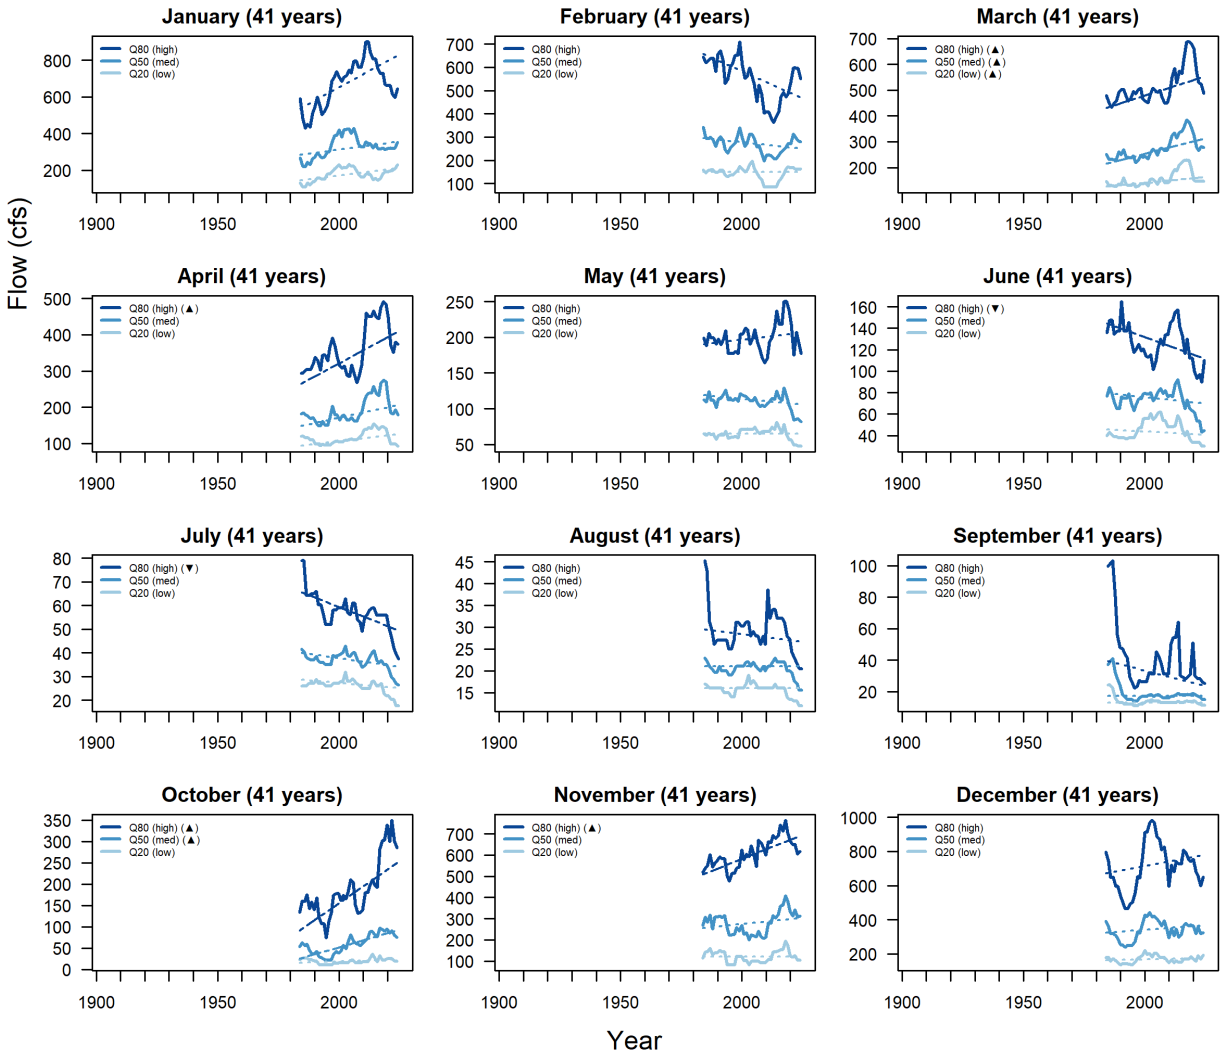 January (41 years)
Q80 (high)
Q50 (med)
Q20 (low)
800
600
400
200
1900
1950
2000
February (41 years)
Q80 (high)
Q50 (med)
Q20 (low)
700
600
500
400
300
200
100
1900
1950
2000
March (41 years)
Q80 (high) (▲)
Q50 (med) (▲)
Q20 (low) (▲)
700
600
500
400
300
200
1900
1950
2000
Flow (cfs)
April (41 years)
Q80 (high) (▲)
Q50 (med)
Q20 (low)
500
400
300
200
100
1900
1950
2000
May (41 years)
Q80 (high)
Q50 (med)
Q20 (low)
250
200
150
100
50
1900
1950
2000
June (41 years)
Q80 (high) (▼)
Q50 (med)
Q20 (low)
160
140
120
100
80
60
40
1900
1950
2000
July (41 years)
Q80 (high) (▼)
Q50 (med)
Q20 (low)
80
70
60
50
40
30
20
1900
1950
2000
August (41 years)
Q80 (high)
Q50 (med)
Q20 (low)
45
40
35
30
25
20
15
1900
1950
2000
September (41 years)
Q80 (high)
Q50 (med)
Q20 (low)
100
80
60
40
20
1900
1950
2000
October (41 years)
Q80 (high) (▲)
Q50 (med) (▲)
Q20 (low)
350
300
250
200
150
100
50
0
1900
1950
2000
November (41 years)
Q80 (high) (▲)
Q50 (med)
Q20 (low)
700
600
500
400
300
200
100
1900
1950
2000
December (41 years)
Q80 (high)
Q50 (med)
Q20 (low)
1000
800
600
400
200
1900
1950
2000
Year